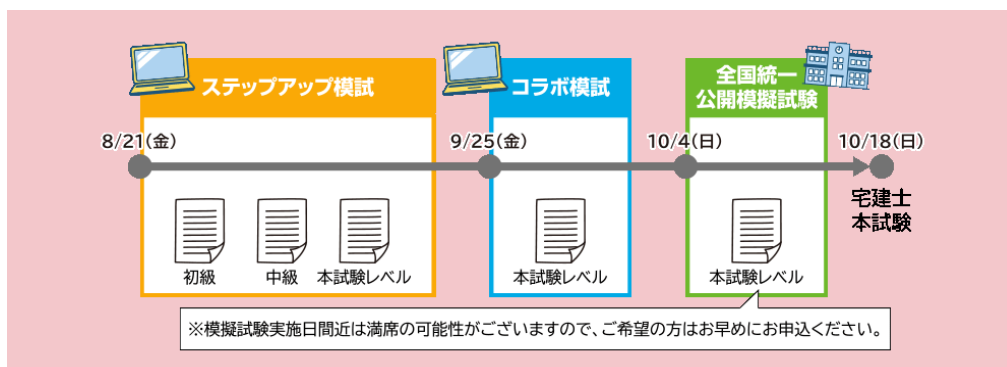 ステップアップ模試
コラボ模試
全国統一
公開模擬試験
8/21(金)
9/25(金)
10/4(日)
10/18(日)
宅建士
本試験
初級
中級
本試験レベル
本試験レベル
本試験レベル
※模擬試験実施日間近は満席の可能性がございますので、ご希望の方はお早めにお申込ください。